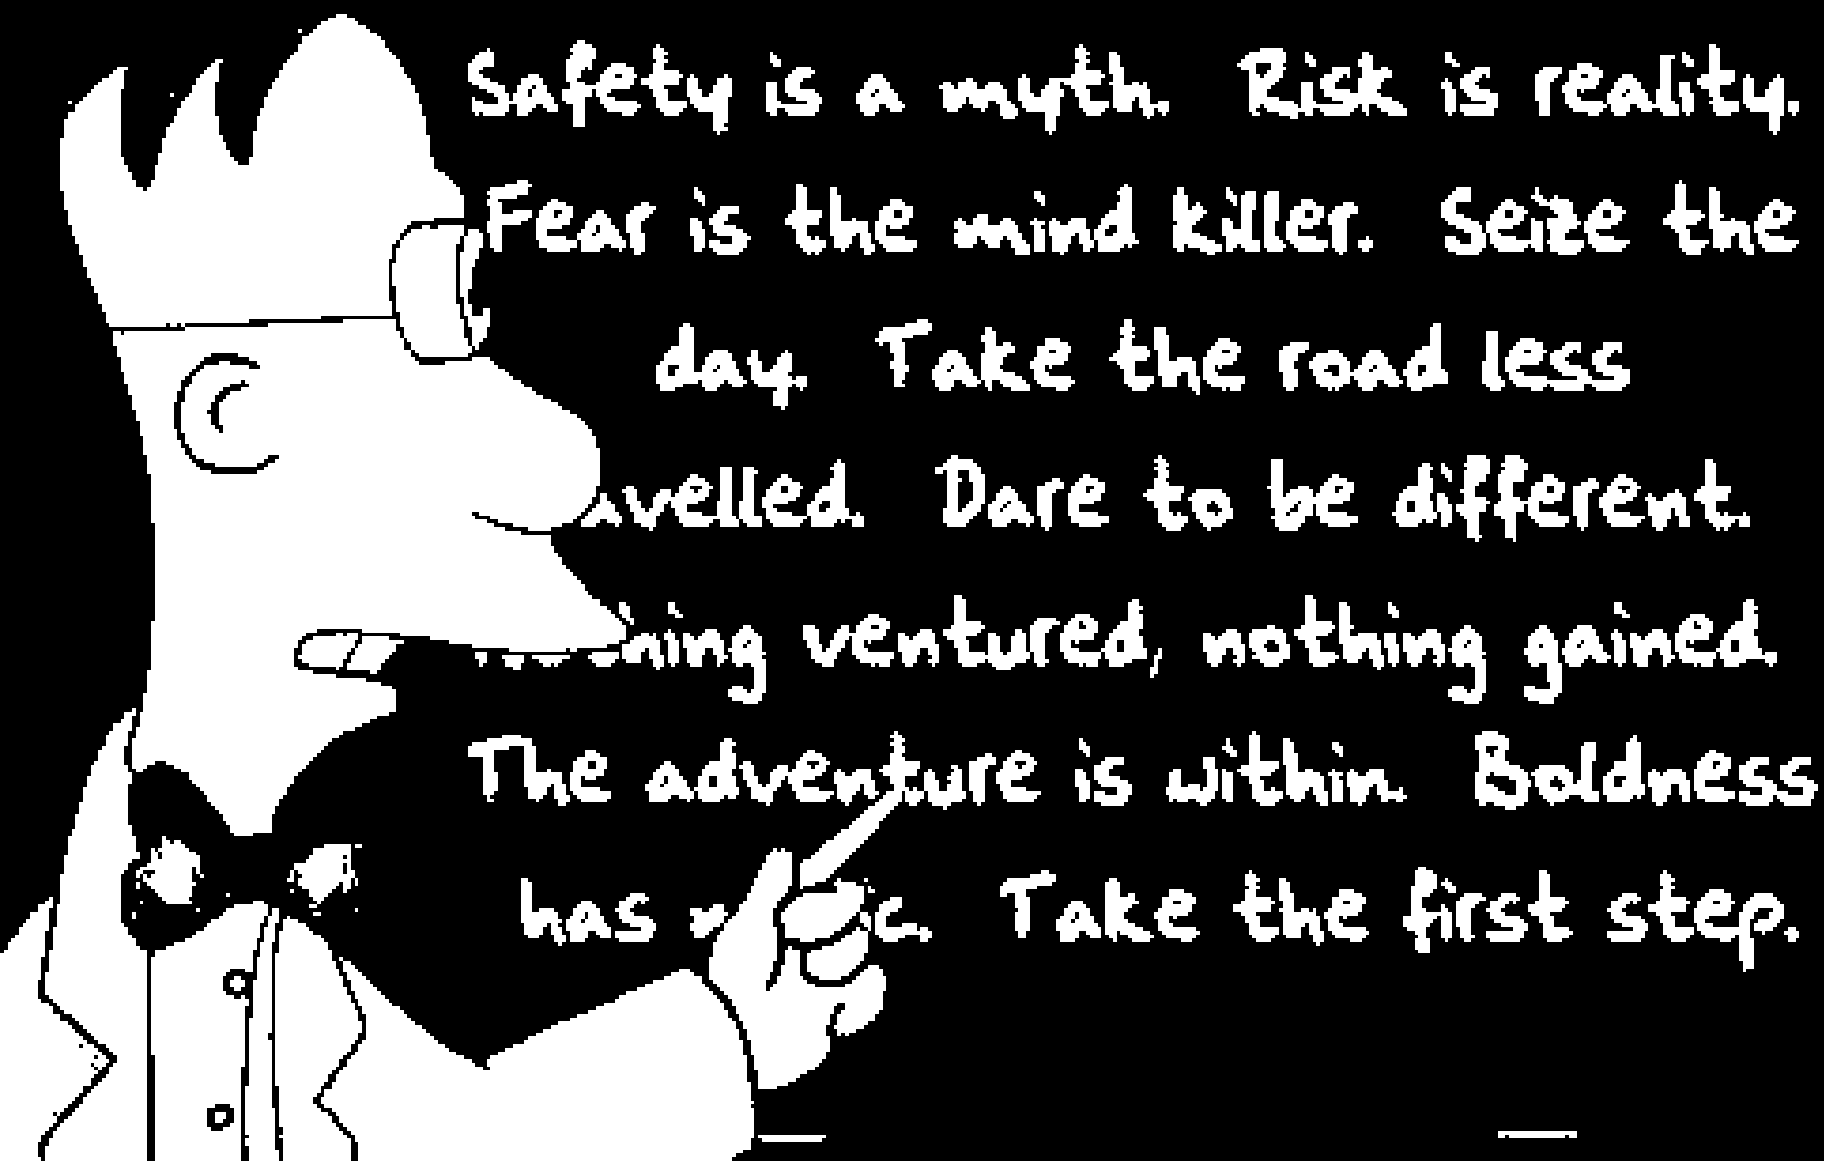 Safety is a myth. Risk is reality.
Fear is the mind killer. Seize the
day. Take the road less
avelled. Dare to be different.
ning ventured, nothing gained.
The adventure is within. Boldness
has c. Take the first step.